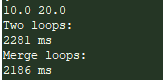 10.0 20.0
Two loops:
2281 ms
Merge loops:
2186 ms